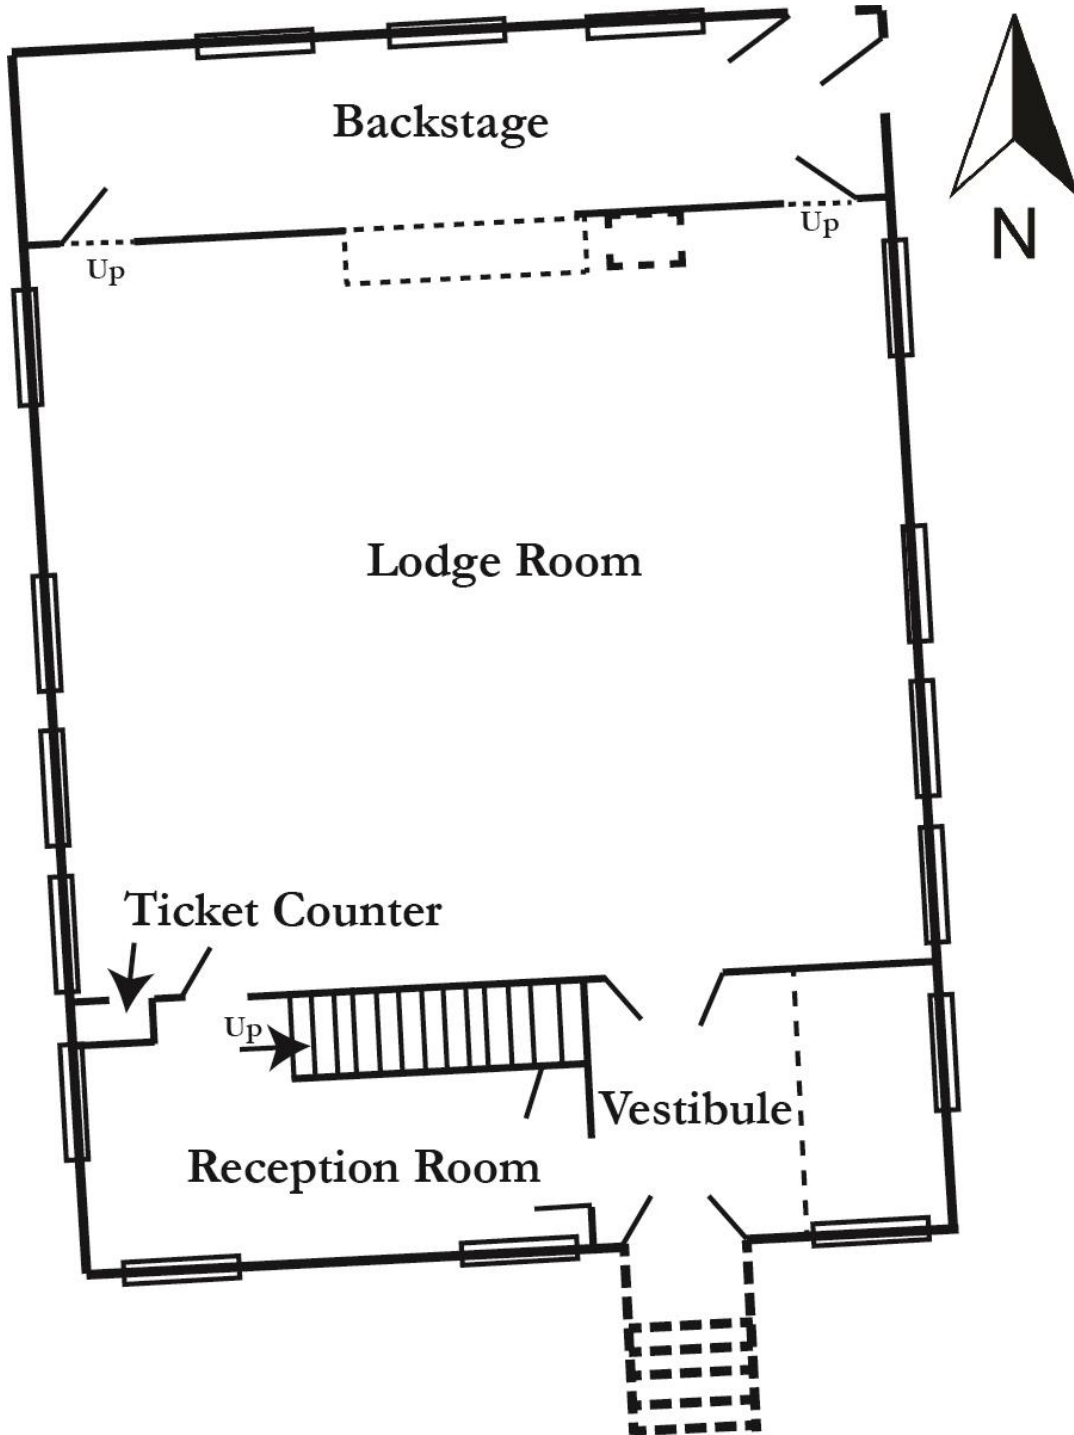 Backstage
Up
N
Up
Lodge Room
Ticket Counter
Up
Vestibule
Reception Room